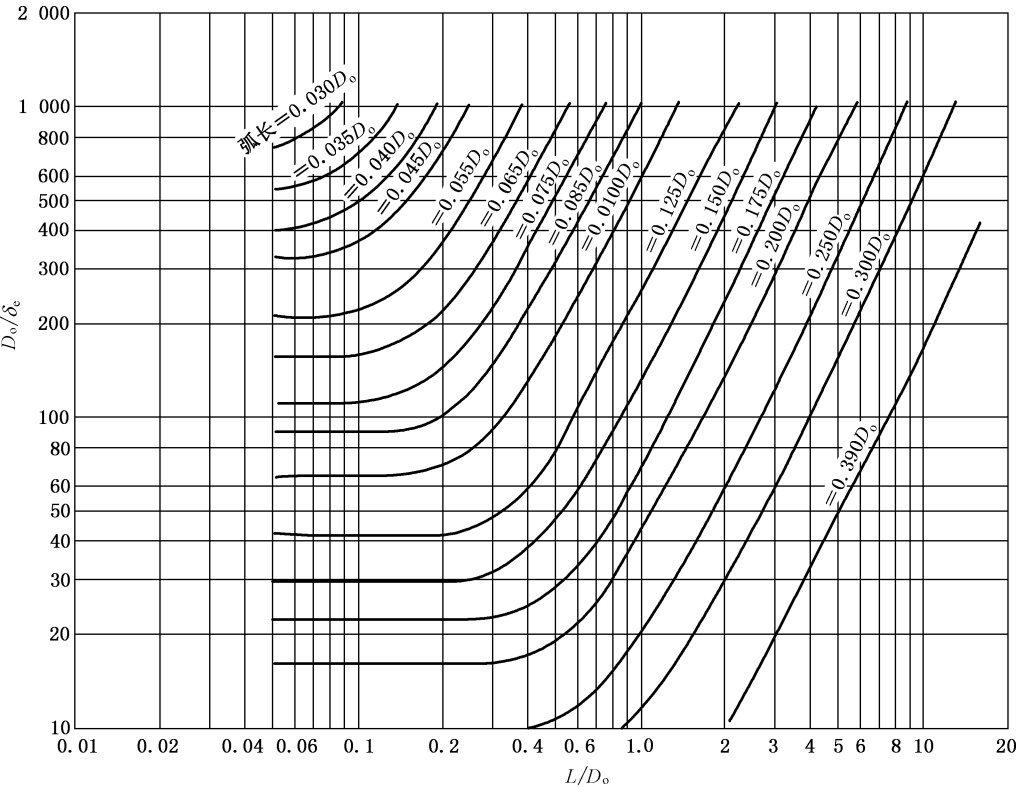 2 000
1 000
800
600
500
400
300
200
100
80
60
50
40
30
20
10
Do/δe
弧长=0.030Do
=0.035Do
=0.040Do
=0.045Do
=0.055Do
=0.065Do
=0.075Do
=0.085Do
=0.0100Do
=0.125Do
=0.150Do
=0.175Do
=0.200Do
=0.250Do
=0.300Do
=0.390Do
0.01 0.02 0.04 0.06 0.1 0.2 0.4 0.6 1.0 2 3 4 5 6 8 10 20
L/Do